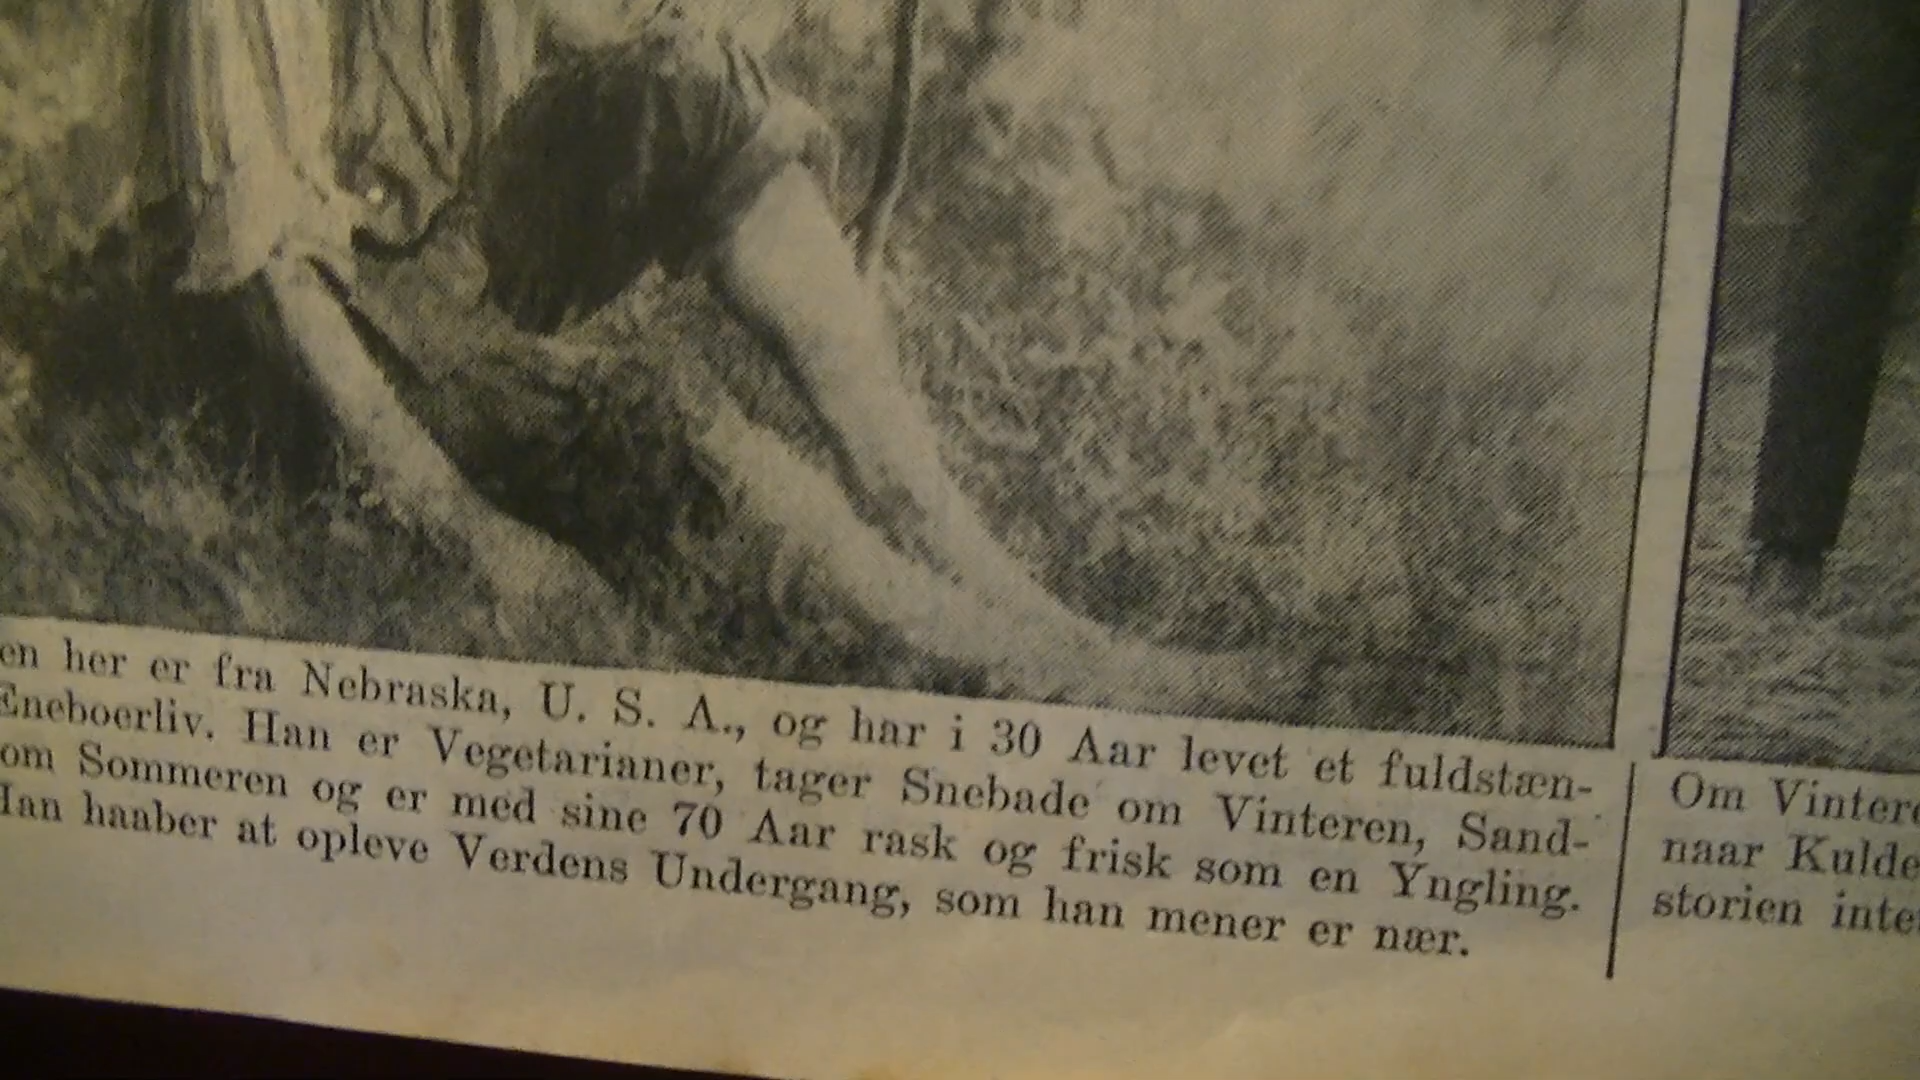 en her er fra Nebraska, U. S. A., og har i 30 Aar levet et fuldstæn-
Eneboerliv. Han er Vegetarianer, tager Snebade om Vinteren, Sand-
om Sommeren og er med sine 70 Aar rask og frisk som en Yngling.
Han haaber at opleve Verdens Undergang, som han mener er nær.
Om Vintere
naar Kulde
storien inte